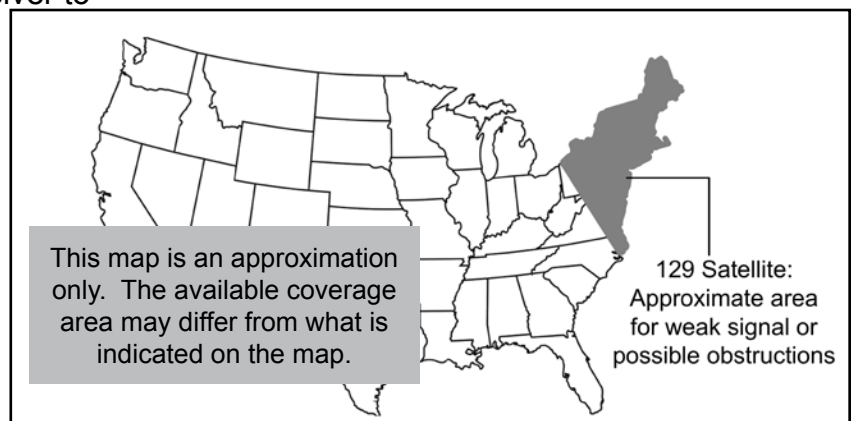 This map is an approximation
only.  The available coverage
area may differ from what is
indicated on the map.
129 Satellite:
Approximate area
for weak signal or
possible obstructions